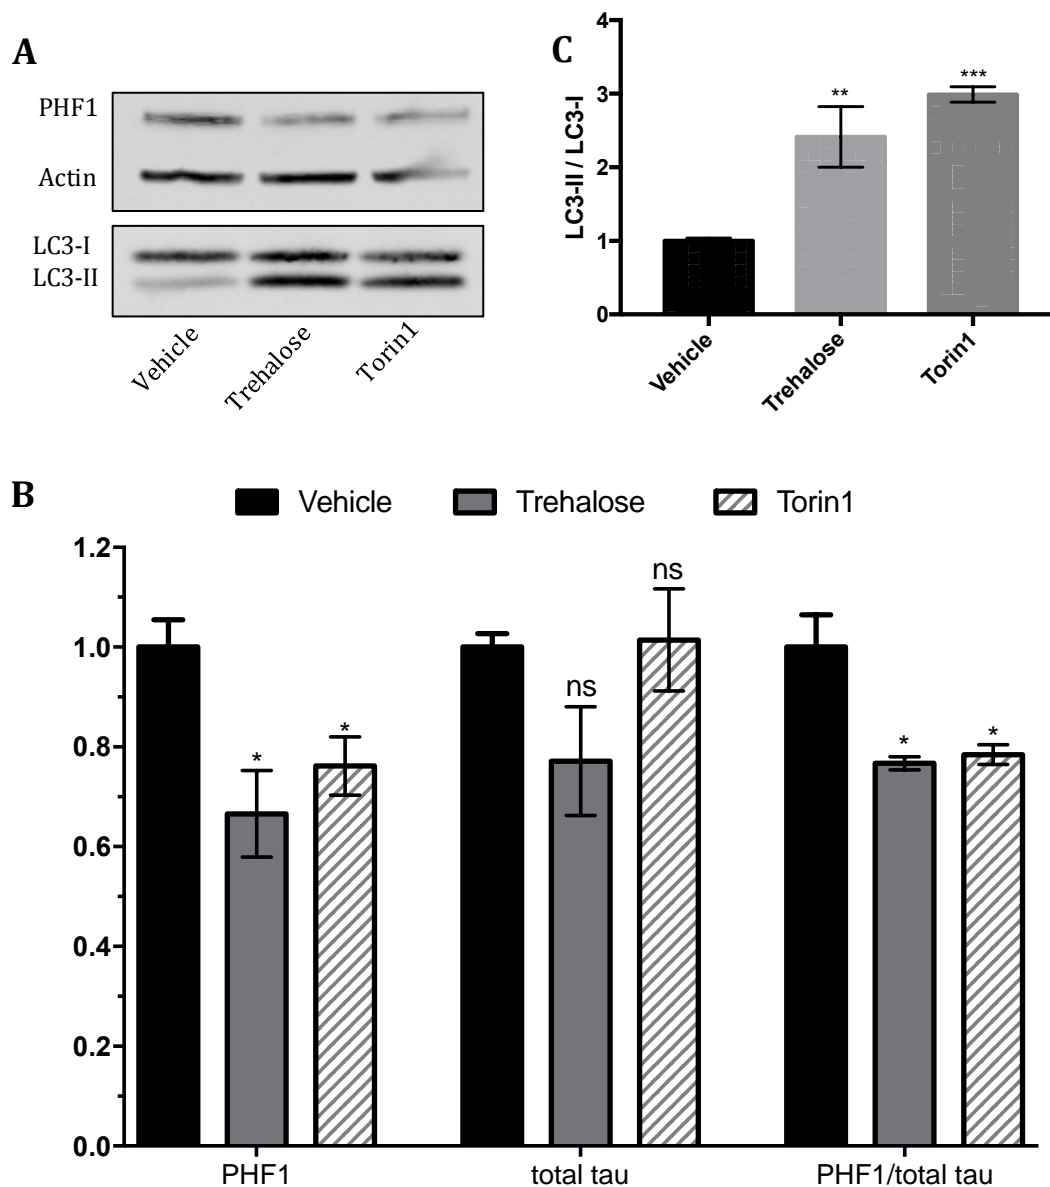 A
PHF1
Actin
LC3-I
LC3-II
Vehicle
Trehalose
Torin1
C
LC3-II / LC3-I
4
3
2
1
0
**
***
Vehicle
Trehalose
Torin1
B
Vehicle
Trehalose
Torin1
1.2
1.0
0.8
0.6
0.4
0.2
0.0
*
*
ns
ns
*
*
PHF1
total tau
PHF1/total tau